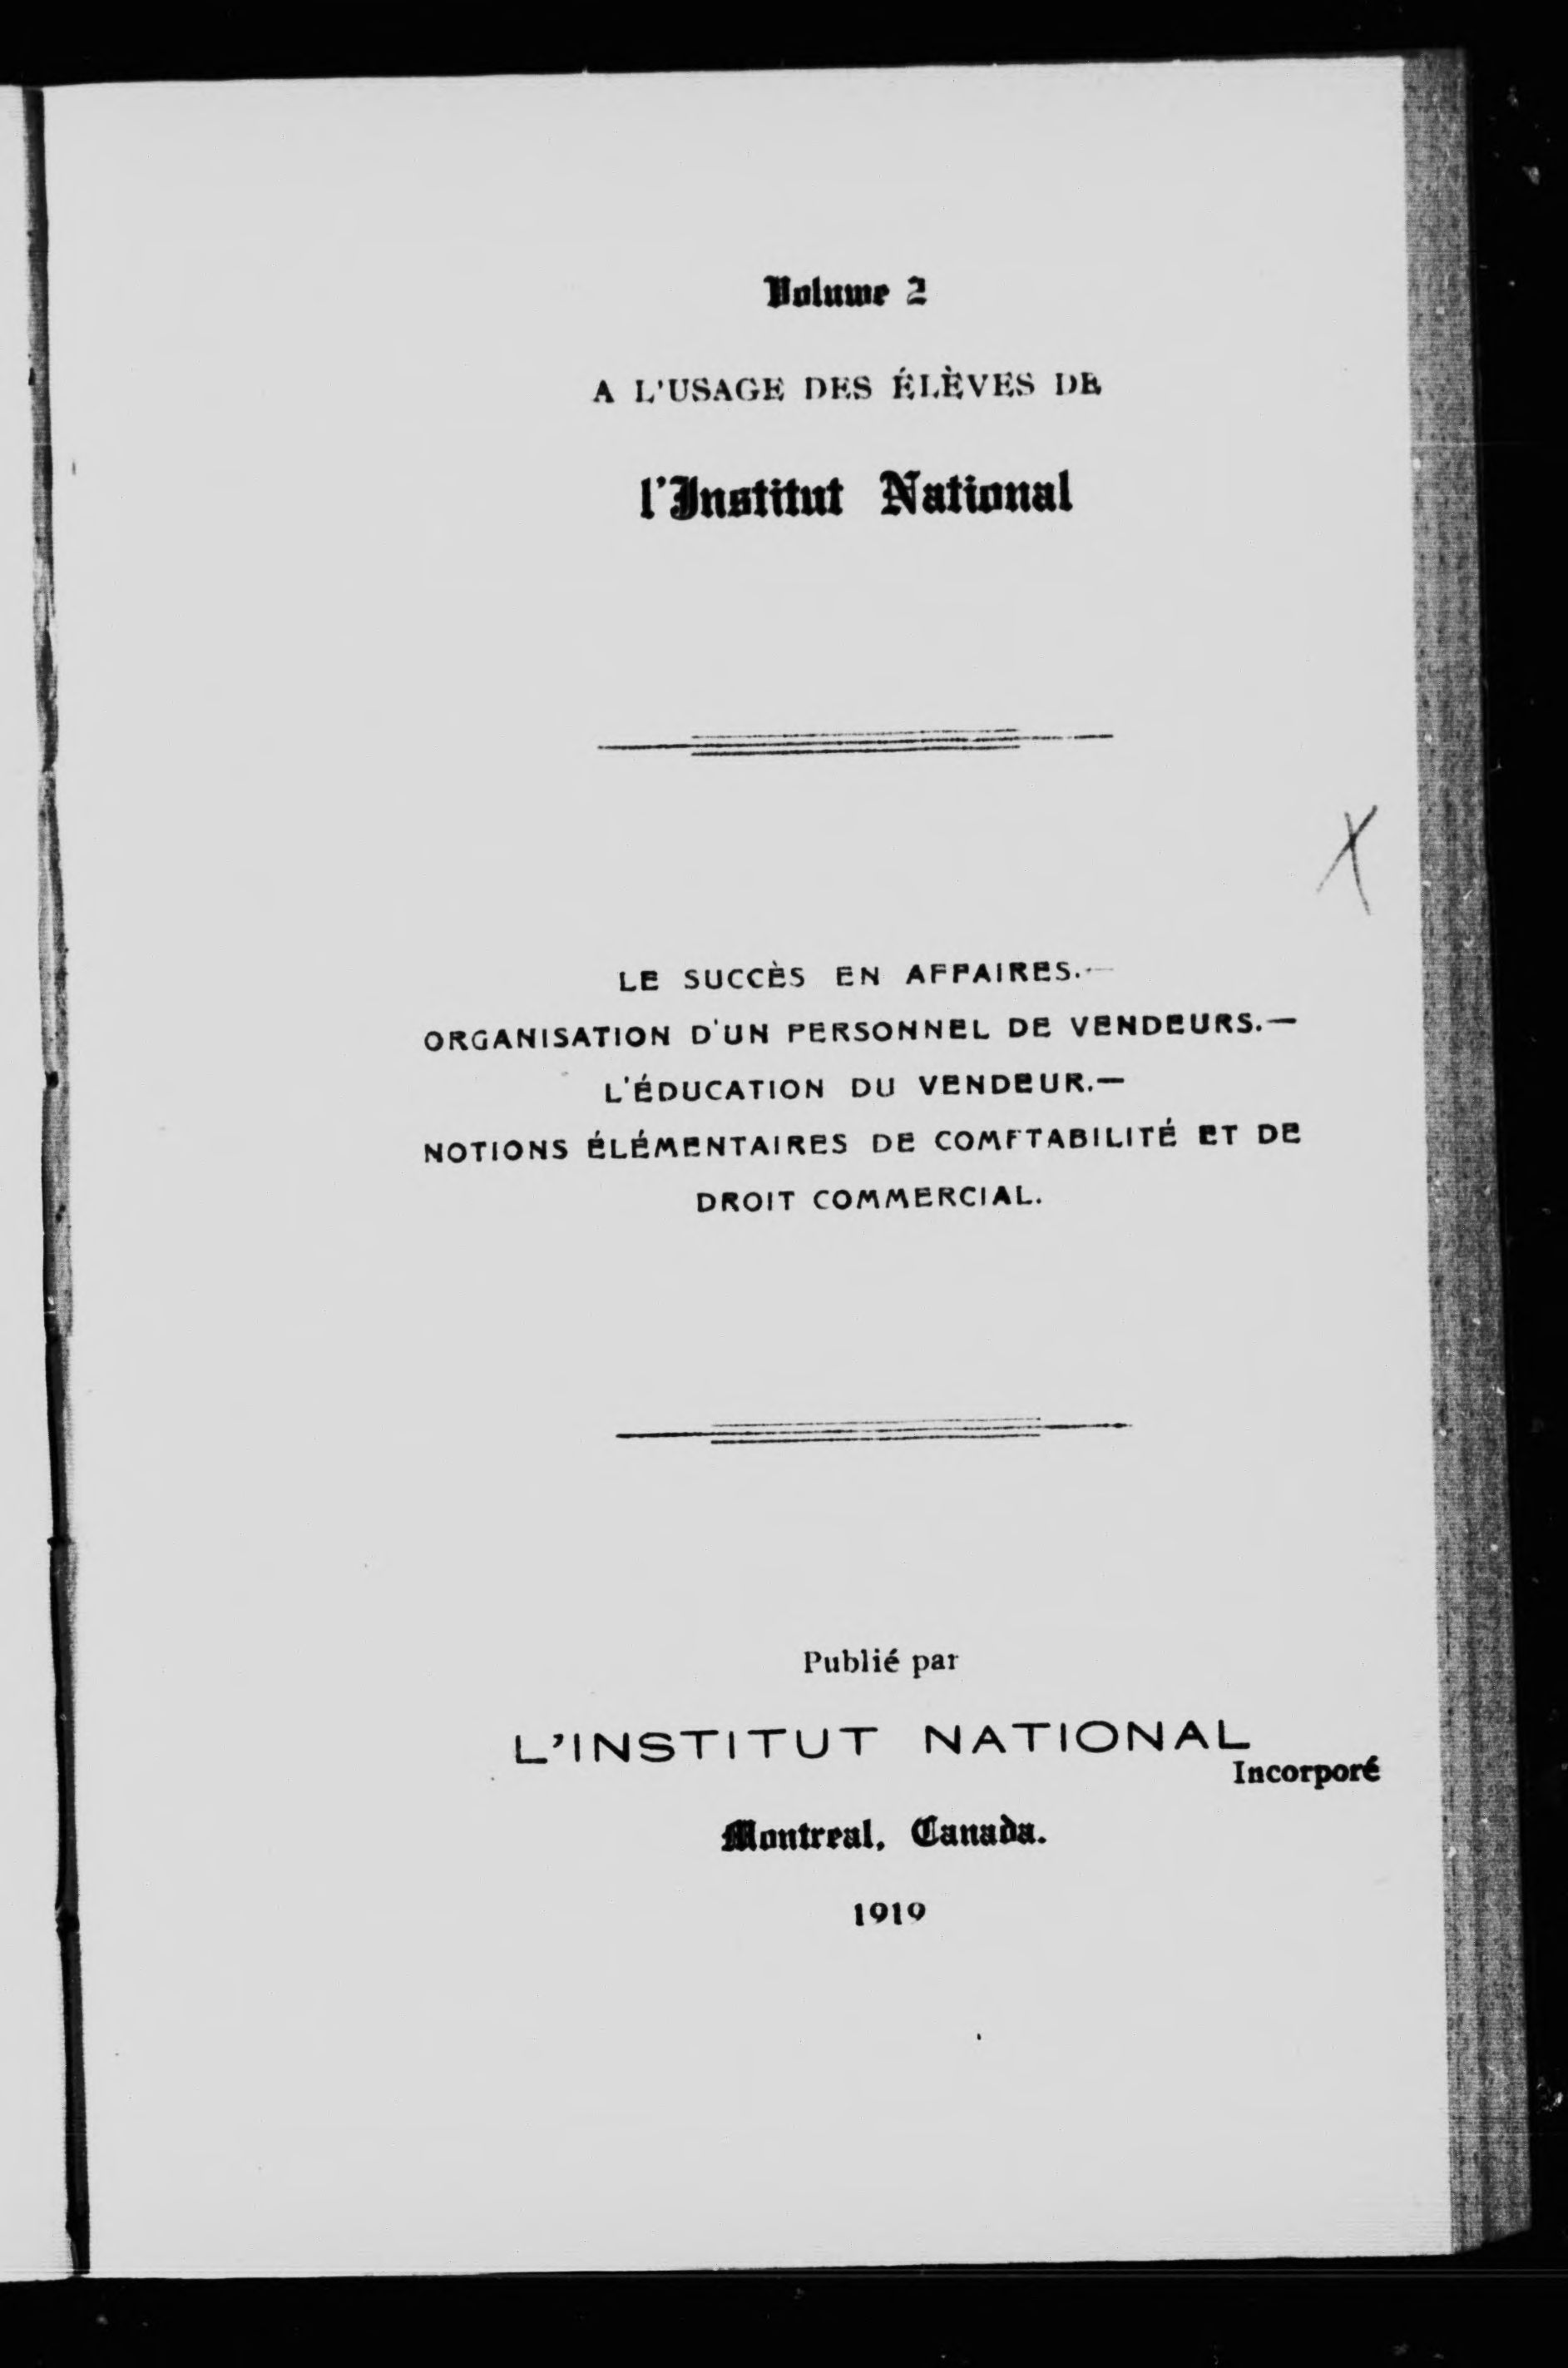 Volume 2
A L'USAGE DES ÉLÈVES DE
l'Institut National
X
LE SUCCÈS EN AFFAIRES.—
ORGANISATION D'UN PERSONNEL DE VENDEURS.—
L'ÉDUCATION DU VENDEUR.—
NOTIONS ÉLÉMENTAIRES DE COMPTABILITÉ ET DE
DROIT COMMERCIAL.
Publié par
L'INSTITUT NATIONAL
Incorporé
Montreal, Canada.
1919